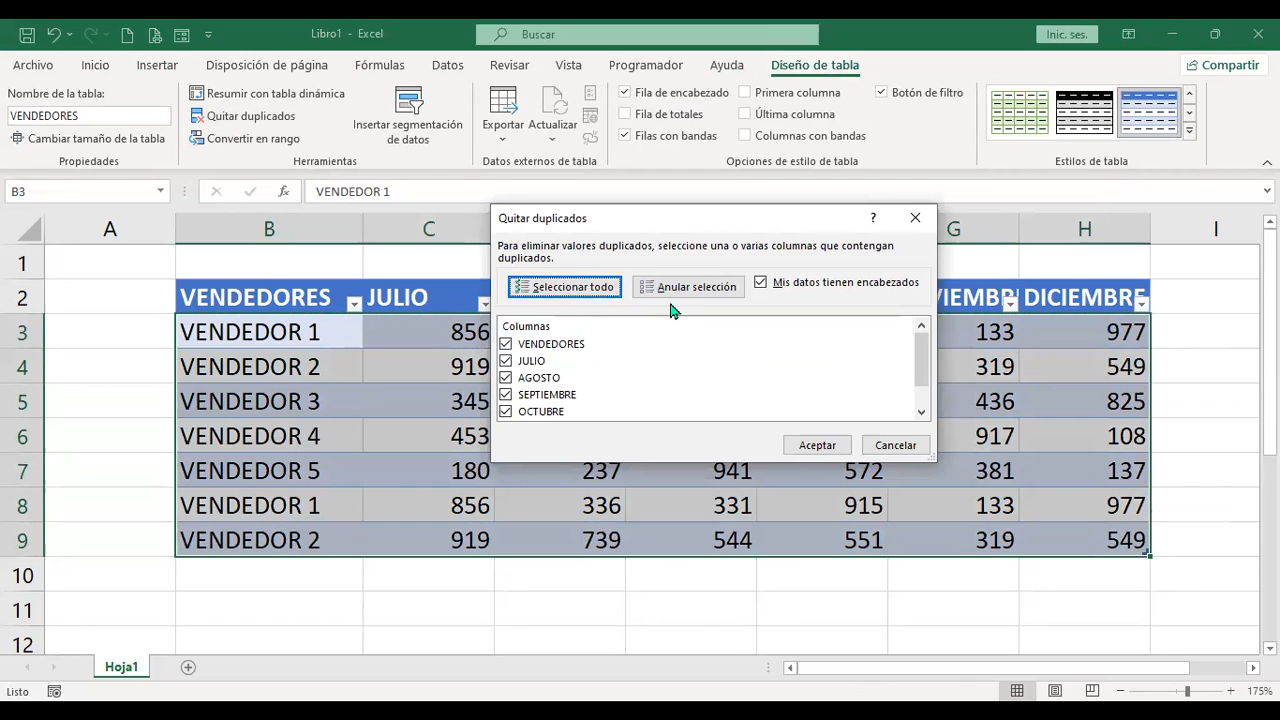 Libro1 - Excel
Buscar
Inic. ses.
Archivo Inicio Insertar Disposición de página Fórmulas Datos Revisar Vista Programador Ayuda Diseño de tabla Compartir
Nombre de la tabla:
VENDEDORES
Cambiar tamaño de la tabla
Propiedades
Resumir con tabla dinámica
Quitar duplicados
Convertir en rango
Insertar segmentación
de datos
Herramientas
Exportar Actualizar
Datos externos de tabla
Fila de encabezado Primera columna Botón de filtro
Fila de totales Última columna
Filas con bandas Columnas con bandas
Opciones de estilo de tabla
Estilos de tabla
B3 VENDEDOR 1
Quitar duplicados
Para eliminar valores duplicados, seleccione una o varias columnas que contengan
duplicados.
Seleccionar todo Anular selección Mis datos tienen encabezados
Columnas
VENDEDORES
JULIO
AGOSTO
SEPTIEMBRE
OCTUBRE
Aceptar Cancelar
A B C G H I
1
2 VENDEDORES JULIO VIEMBR DICIEMBRE
3 VENDEDOR 1 856 133 977
4 VENDEDOR 2 919 319 549
5 VENDEDOR 3 345 436 825
6 VENDEDOR 4 453 917 108
7 VENDEDOR 5 180 237 941 572 381 137
8 VENDEDOR 1 856 336 331 915 133 977
9 VENDEDOR 2 919 739 544 551 319 549
10
11
12
Hoja1
Listo
175%